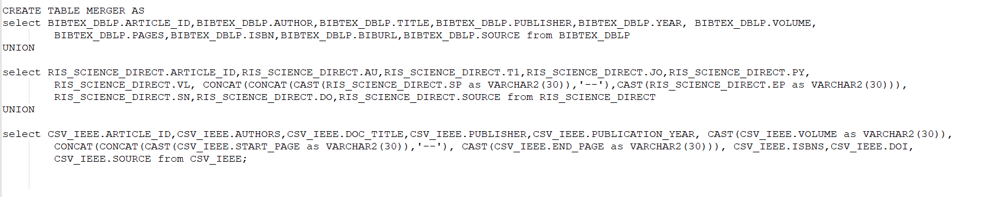 CREATE TABLE MERGER AS
select BIBTEX_DBLP.ARTICLE_ID,BIBTEX_DBLP.AUTHOR,BIBTEX_DBLP.TITLE,BIBTEX_DBLP.PUBLISHER,BIBTEX_DBLP.YEAR, BIBTEX_DBLP.VOLUME,
BIBTEX_DBLP.PAGES,BIBTEX_DBLP.ISBN,BIBTEX_DBLP.BIBURL,BIBTEX_DBLP.SOURCE from BIBTEX_DBLP
UNION
select RIS_SCIENCE_DIRECT.ARTICLE_ID,RIS_SCIENCE_DIRECT.AU,RIS_SCIENCE_DIRECT.T1,RIS_SCIENCE_DIRECT.JO,RIS_SCIENCE_DIRECT.PY,
RIS_SCIENCE_DIRECT.VL, CONCAT(CONCAT(CAST(RIS_SCIENCE_DIRECT.SP as VARCHAR2(30)),'--'),CAST(RIS_SCIENCE_DIRECT.EP as VARCHAR2(30))),
RIS_SCIENCE_DIRECT.SN,RIS_SCIENCE_DIRECT.DO,RIS_SCIENCE_DIRECT.SOURCE from RIS_SCIENCE_DIRECT
UNION
select CSV_IEEE.ARTICLE_ID,CSV_IEEE.AUTHORS,CSV_IEEE.DOC_TITLE,CSV_IEEE.PUBLISHER,CSV_IEEE.PUBLICATION_YEAR, CAST(CSV_IEEE.VOLUME as VARCHAR2(30)),
CONCAT(CONCAT(CAST(CSV_IEEE.START_PAGE as VARCHAR2(30)),'--'), CAST(CSV_IEEE.END_PAGE as VARCHAR2(30))), CSV_IEEE.ISBNS,CSV_IEEE.DOI,
CSV_IEEE.SOURCE from CSV_IEEE;